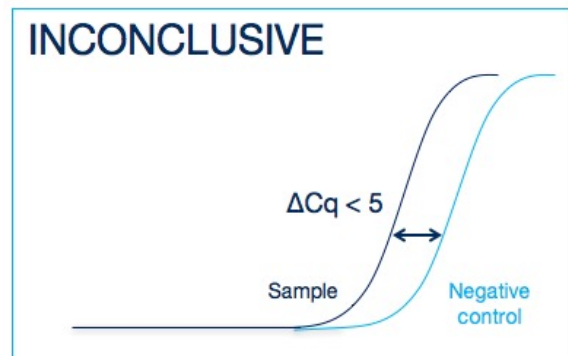 INCONCLUSIVE
ΔCq < 5
Sample
Negative
control